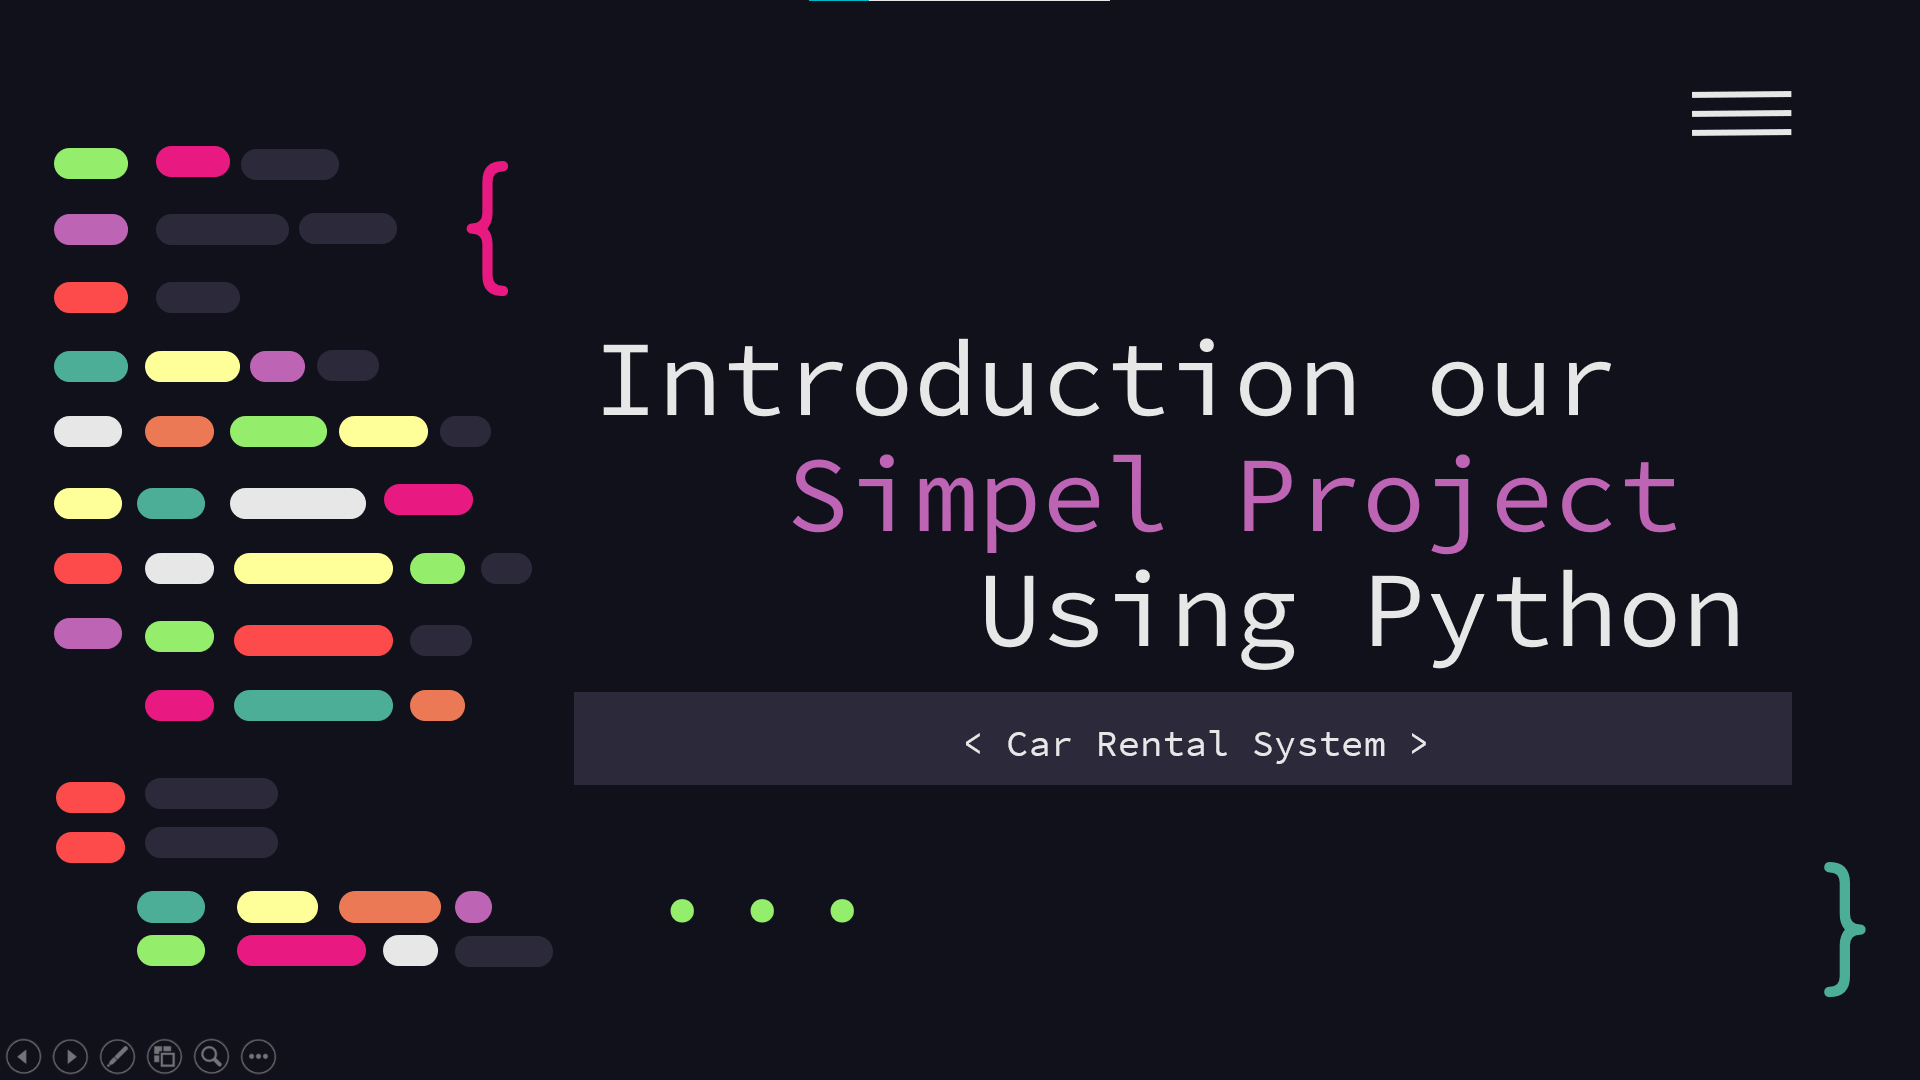 Introduction our
Simpel Project
Using Python
< Car Rental System >